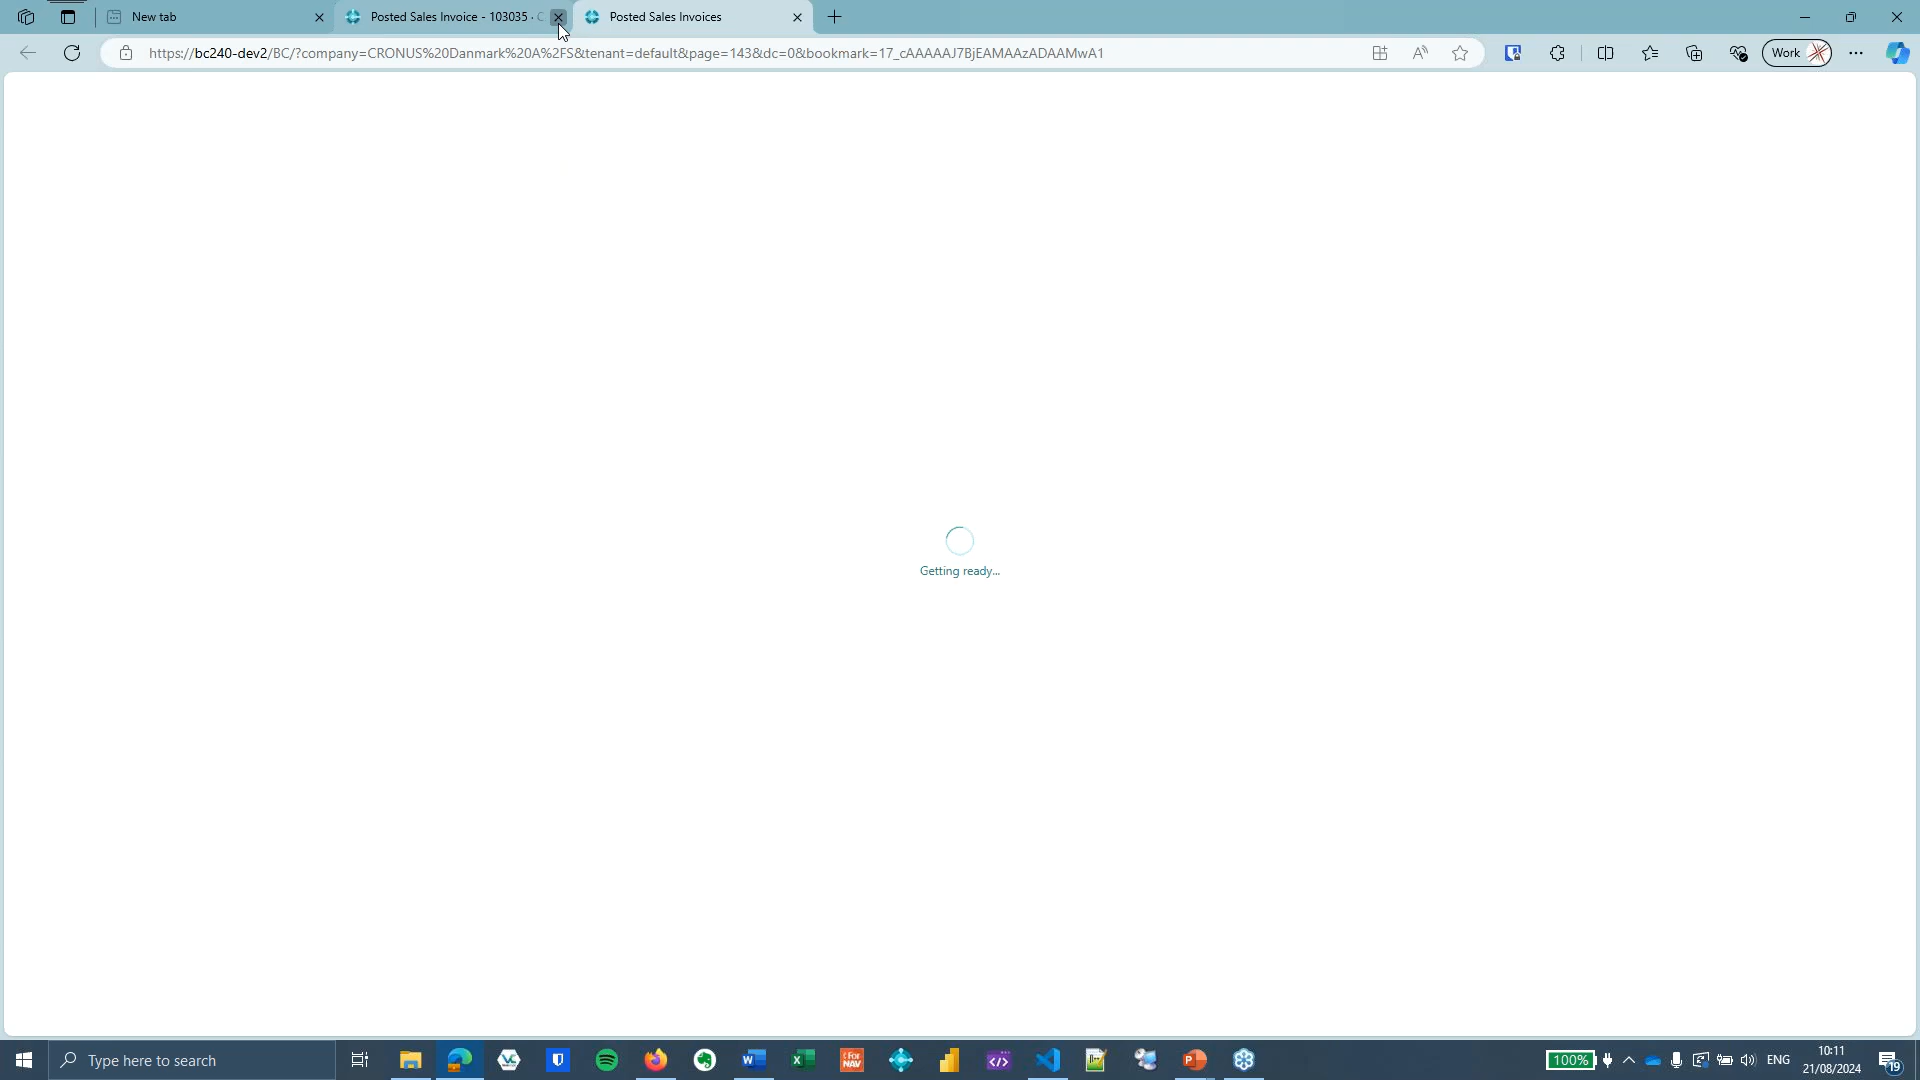 New tab
Posted Sales Invoice - 103035 · C
Posted Sales Invoices
https://bc240-dev2/BC/?company=CRONUS%20Danmark%20A%2FS&tenant=default&page=143&dc=0&bookmark=17_cAAAAAJ7BjEAMAAzADAAMwA1
Work
Getting ready...
Type here to search
100%
ENG
10:11
21/08/2024
19